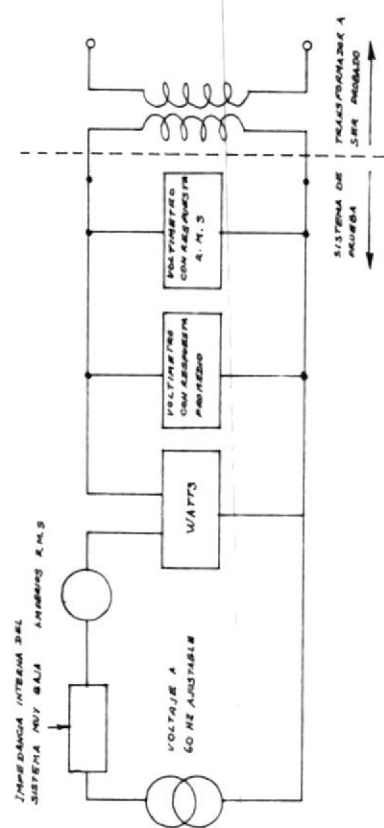 IMPEDANCIA INTERNA DEL
SISTEMA MUY BAJA
AMPERIOS R.M.S
VOLTAJE A
60 HZ AJUSTABLE
WATTS
VOLTIMETRO
CON RESPUESTA
PROMEDIO
VOLTIMETRO
CON RESPUESTA
R.M.S
SISTEMA DE
PRUEBA
TRANSFORMADOR A
SER PROBADO